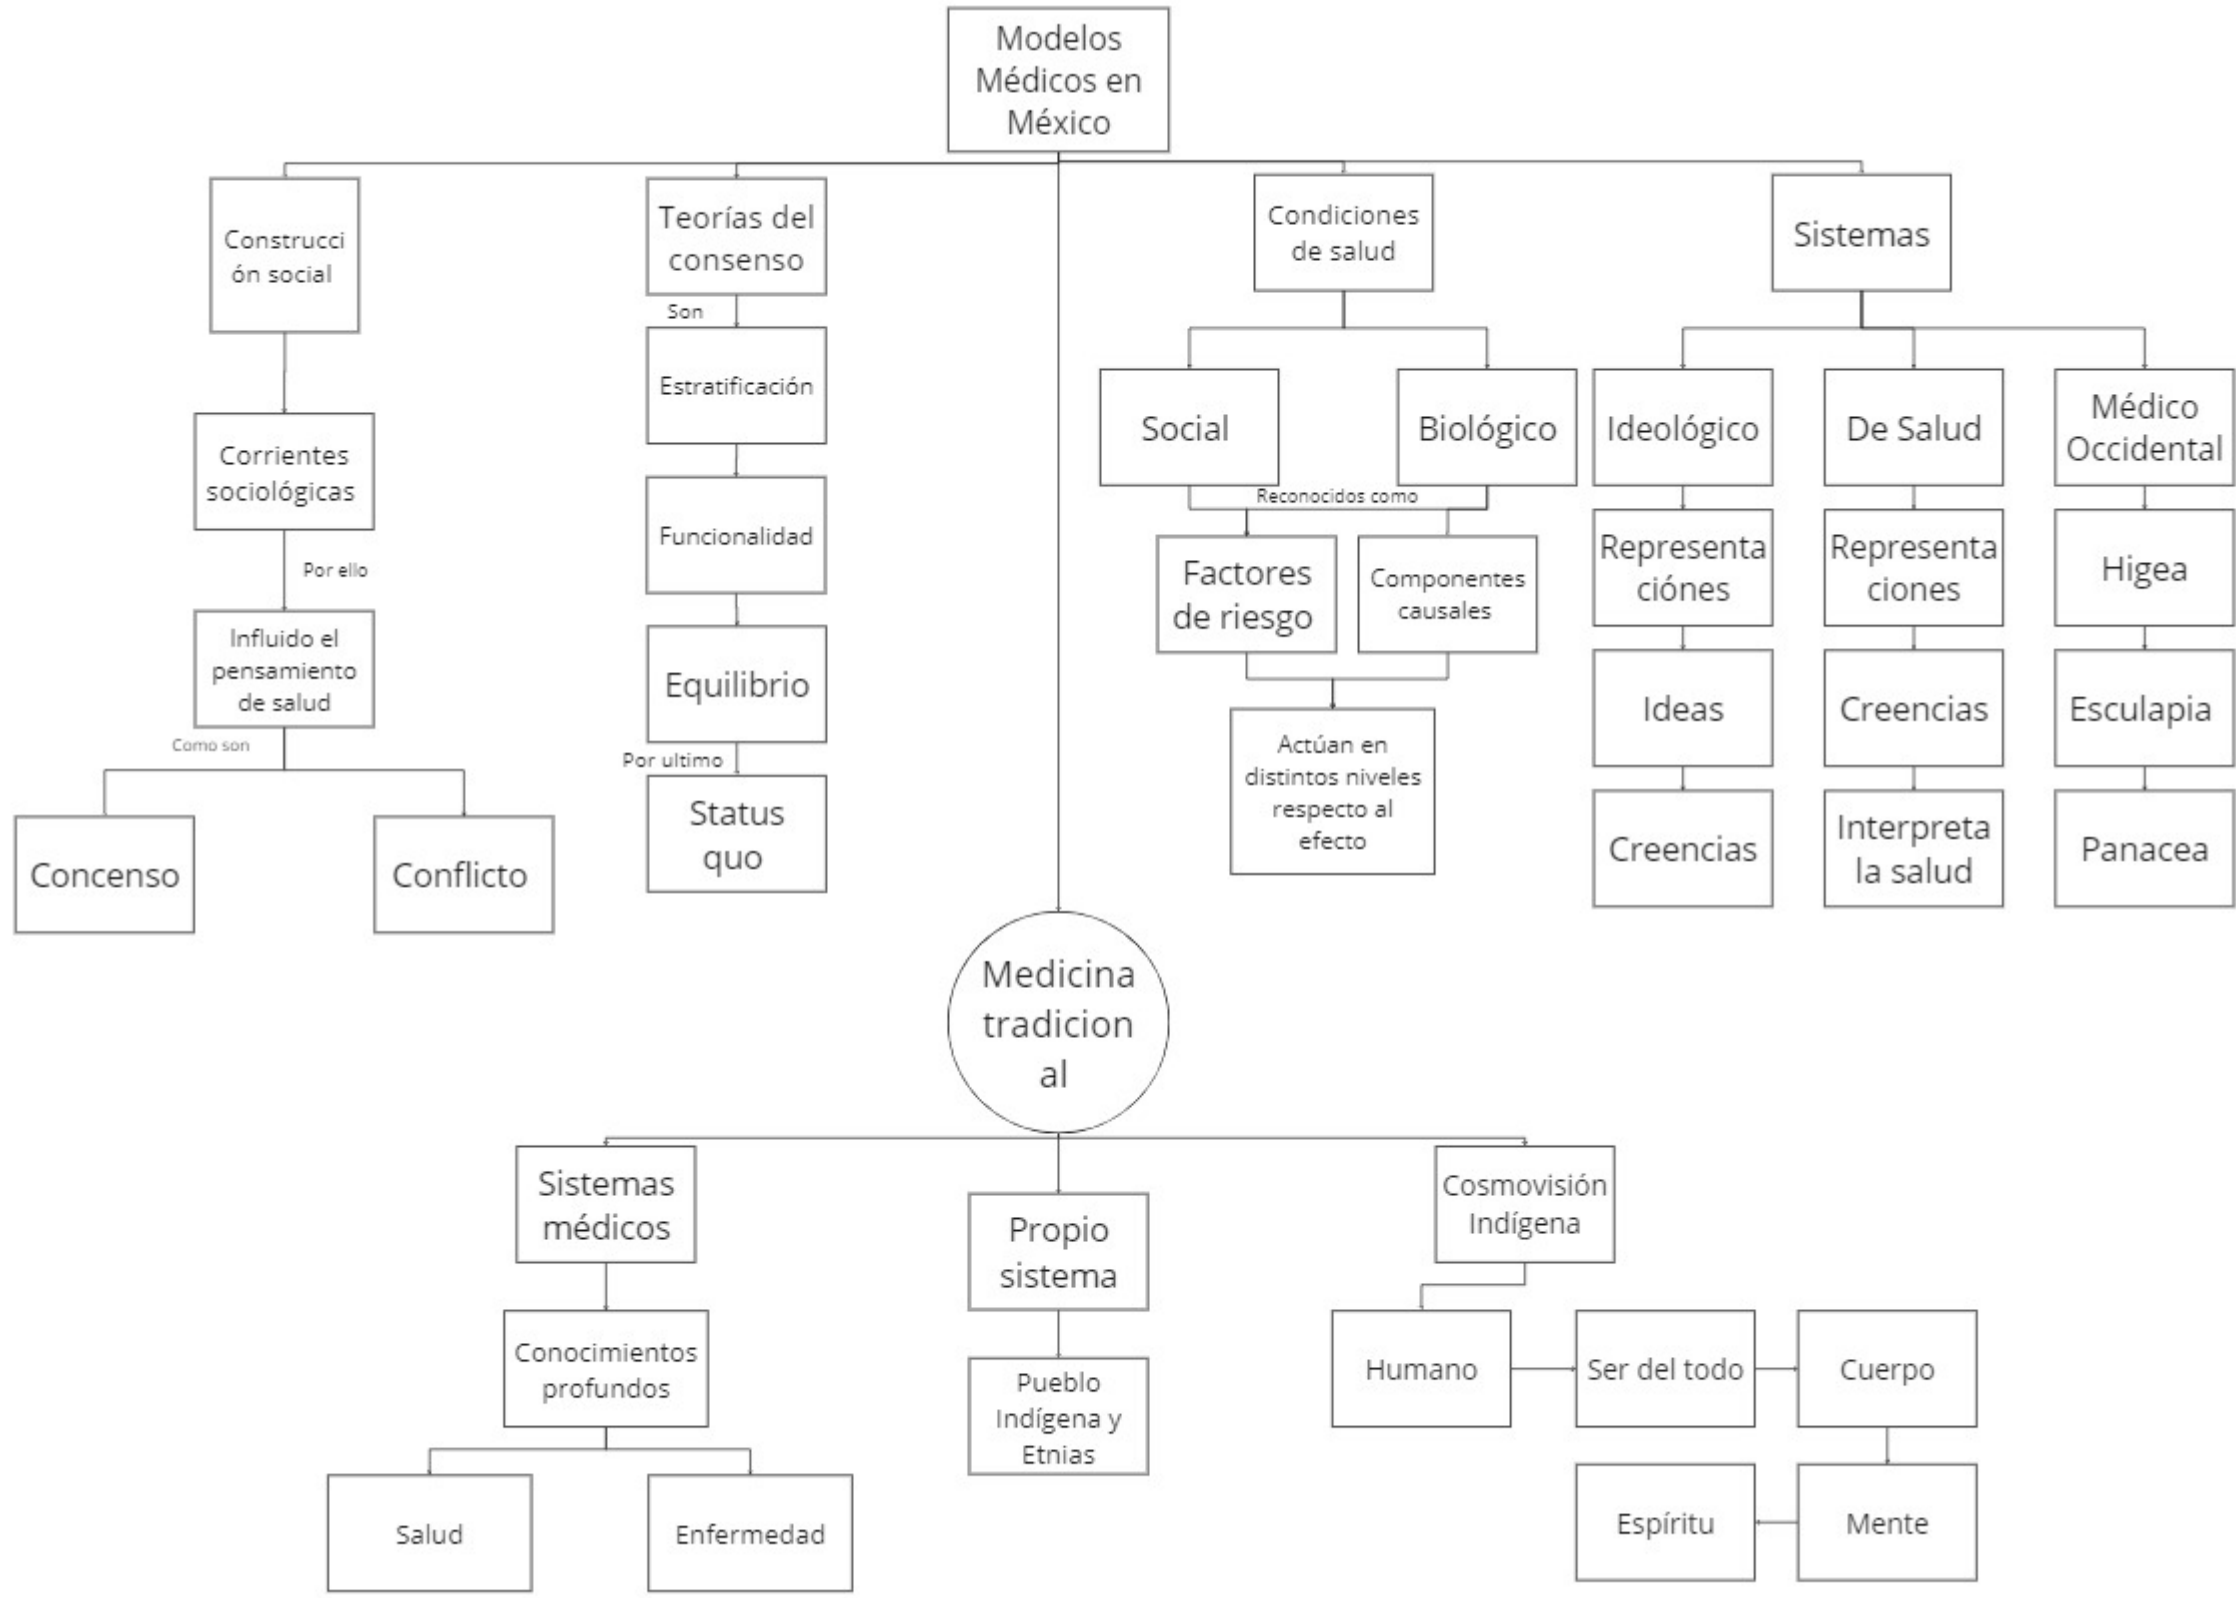 Modelos
Médicos en
México
Construcci
ón social
Corrientes
sociológicas
Por ello
Influido el
pensamiento
de salud
Como son
Concenso
Conflicto
Teorías del
consenso
Son
Estratificación
Funcionalidad
Equilibrio
Por ultimo
Status
quo
Condiciones
de salud
Social
Biológico
Reconocidos como
Factores
de riesgo
Componentes
causales
Actúan en
distintos niveles
respecto al
efecto
Sistemas
Ideológico
Representa
ciónes
Ideas
Creencias
De Salud
Representa
ciones
Creencias
Interpreta
la salud
Médico
Occidental
Higea
Esculapia
Panacea
Medicina
tradicion
al
Sistemas
médicos
Conocimientos
profundos
Salud
Enfermedad
Propio
sistema
Pueblo
Indígena y
Etnias
Cosmovisión
Indígena
Humano
Ser del todo
Cuerpo
Mente
Espíritu